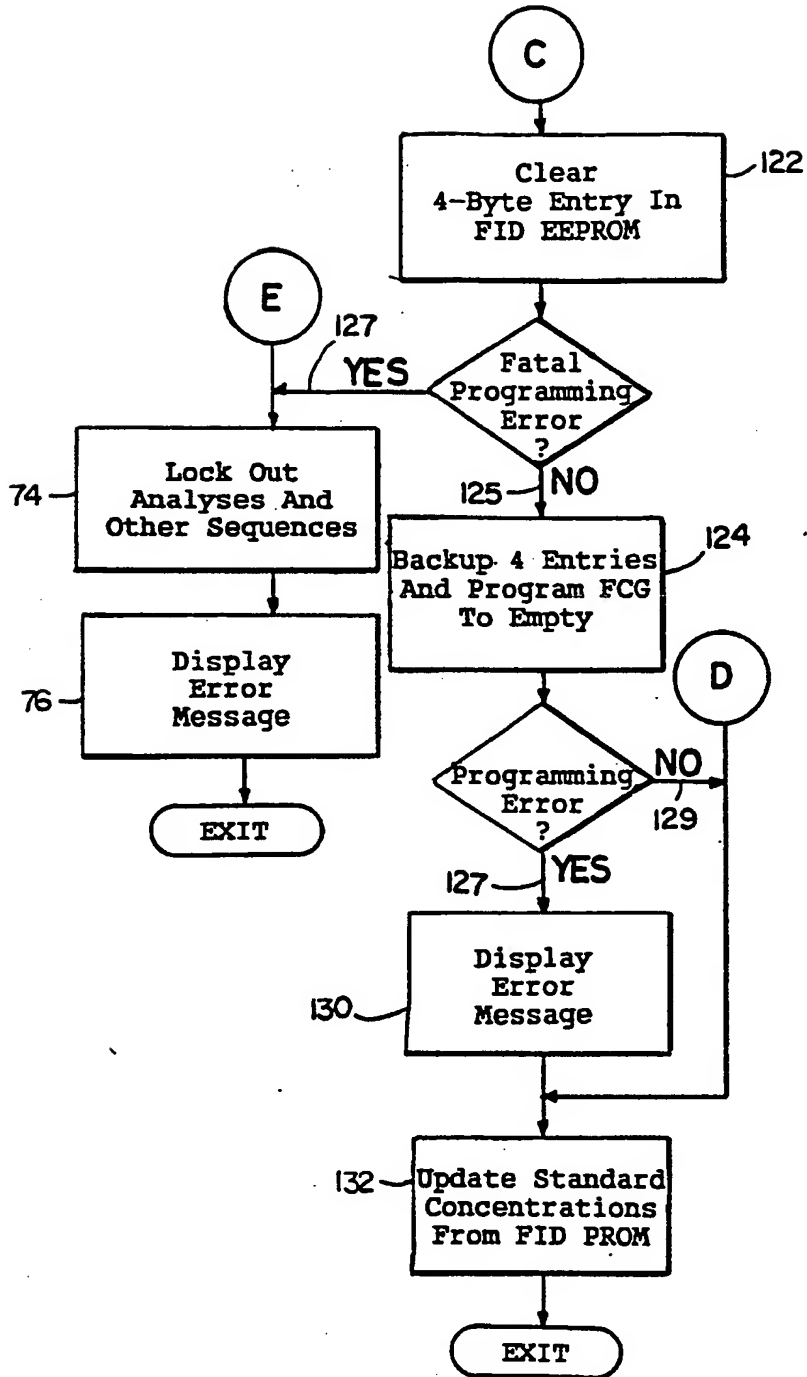 C
Clear
4-Byte Entry In
FID EEPROM
122
E
127
YES
Fatal
Programming
Error
?
74
Lock Out
Analyses And
Other Sequences
125
NO
Backup 4 Entries
And Program FCG
To Empty
124
76
Display
Error
Message
D
EXIT
Programming
Error
?
NO
129
127
YES
130
Display
Error
Message
132
Update Standard
Concentrations
From FID PROM
EXIT